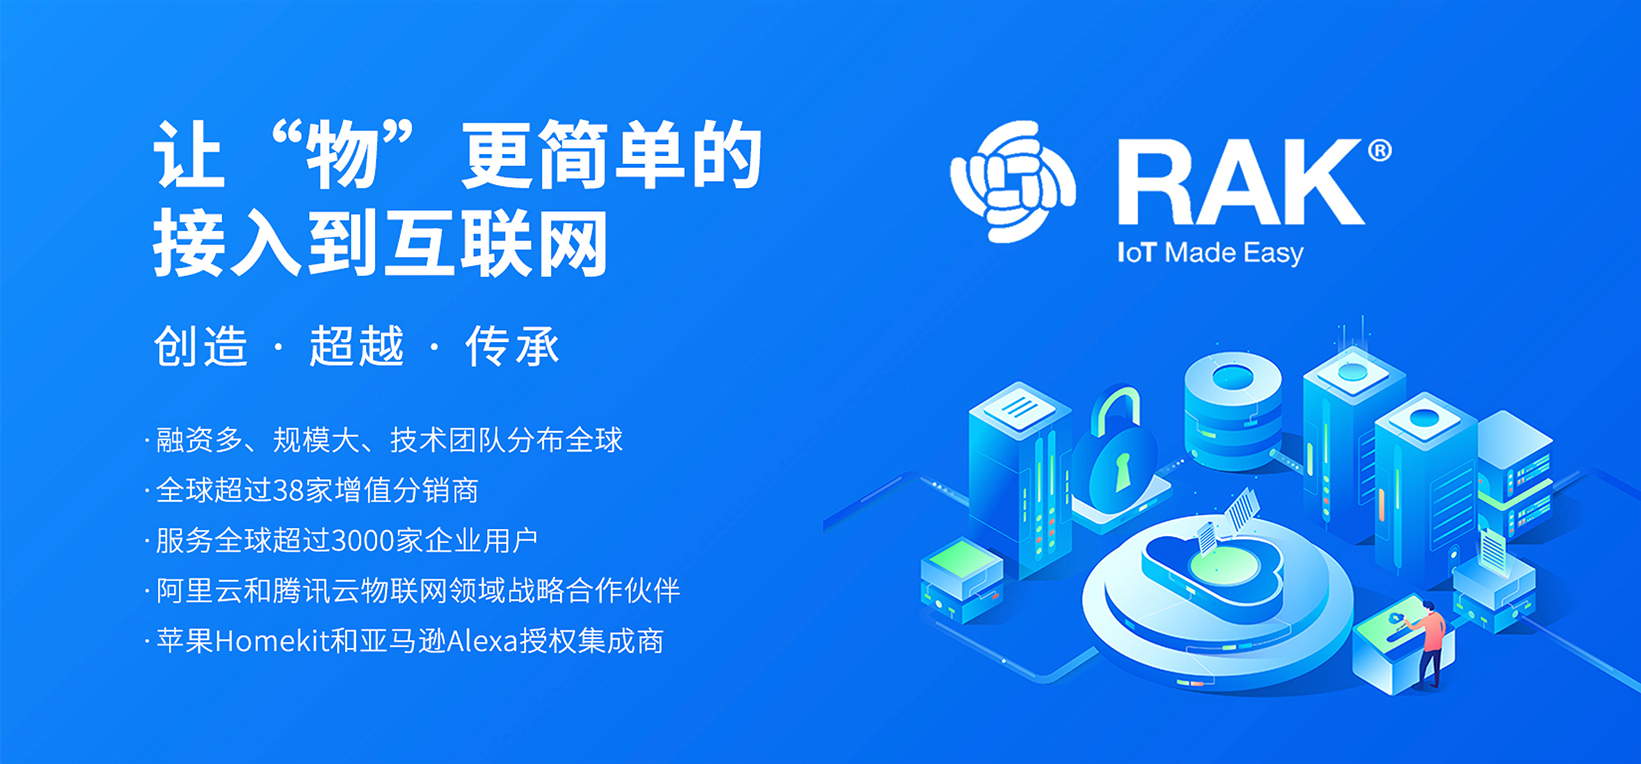 让“物”更简单的
接入到互联网
创造 · 超越 · 传承
· 融资多、规模大、技术团队分布全球
· 全球超过38家增值分销商
· 服务全球超过3000家企业用户
· 阿里云和腾讯云物联网领域战略合作伙伴
· 苹果Homekit和亚马逊Alexa授权集成商
RAK®
IoT Made Easy